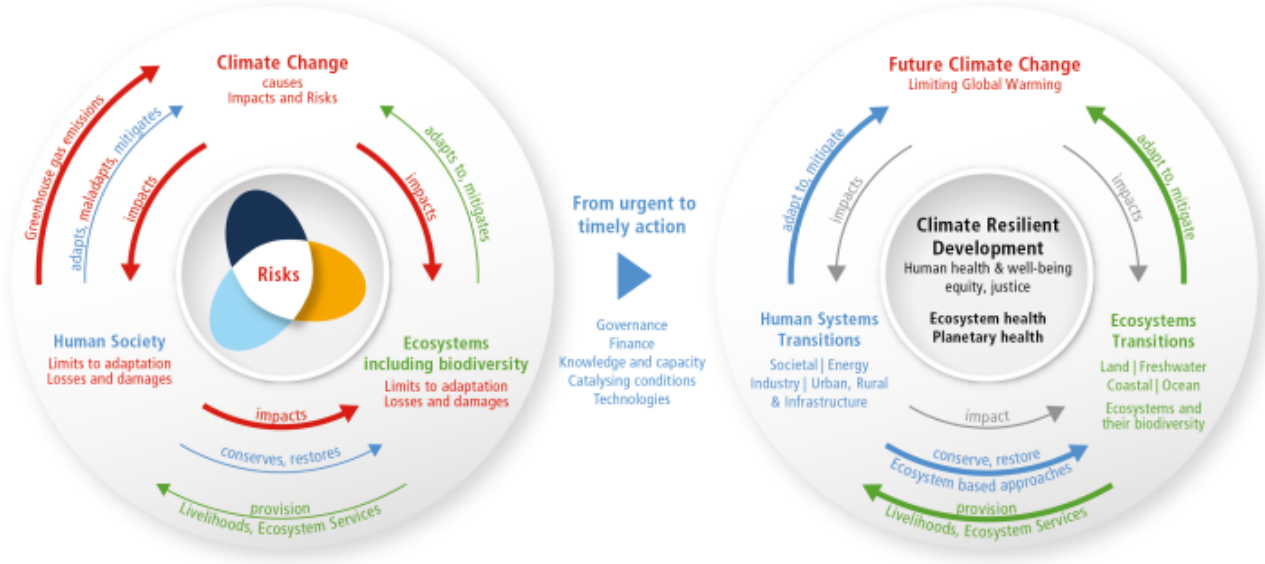 Climate Change
causes
Impacts and Risks
Greenhouse gas emissions
adapts, maladapts, mitigates
impacts
impacts
adapts to, mitigates
Risks
Human Society
Limits to adaptation
Losses and damages
Ecosystems
including biodiversity
Limits to adaptation
Losses and damages
impacts
conserves, restores
provision
Livelihoods, Ecosystem Services
From urgent to
timely action
Governance
Finance
Knowledge and capacity
Catalysing conditions
Technologies
Future Climate Change
Limiting Global Warming
adapt to, mitigate
impacts
impacts
adapt to, mitigate
Climate Resilient
Development
Human health & well-being
equity, justice
Ecosystem health
Planetary health
Human Systems
Transitions
Societal | Energy
Industry | Urban, Rural
& Infrastructure
Ecosystems
Transitions
Land | Freshwater
Coastal | Ocean
Ecosystems and
their biodiversity
impact
conserve, restore
Ecosystem based approaches
provision
Livelihoods, Ecosystem Services